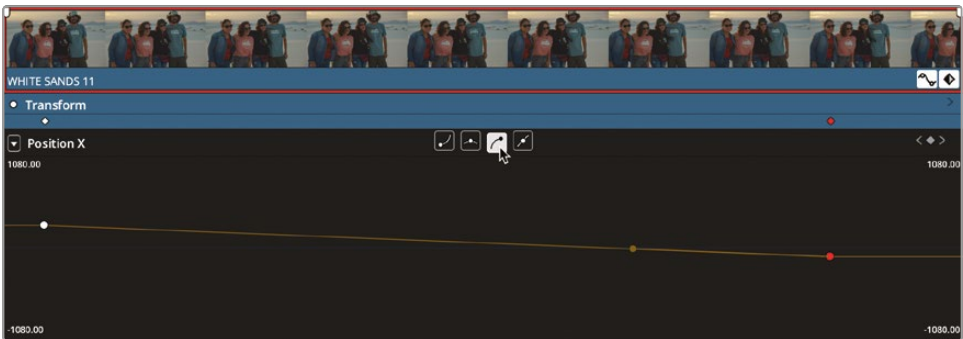 WHITE SANDS 11
Transform
Position X
1080.00 1080.00
-1080.00 -1080.00